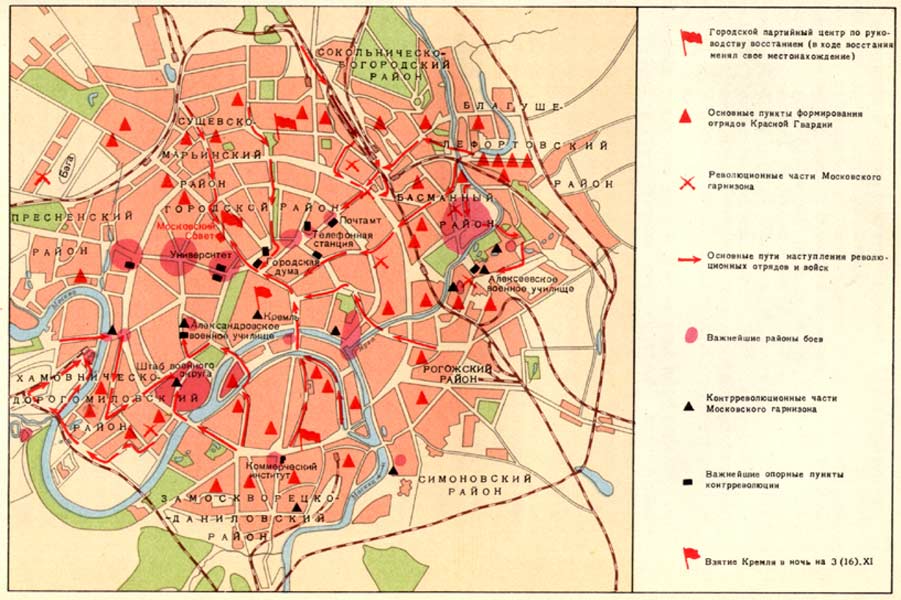 СОКОЛЬНИЧЕСКО-
БОГОРОДСКИЙ
РАЙОН
БЛАГУШЕ-
ЛЕФОРТОВСКИЙ
РАЙОН
СУЩЕВСКО-
МАРЬИНСКИЙ
РАЙОН
Бега
ГОРОДСКОЙ РАЙОН
БАСМАННЫЙ
РАЙОН
ПРЕСНЕНСКИЙ
РАЙОН
Московский
Совет
Почтамт
Телефонная
станция
Университет
Городская
дума
Алексеевское
военное училище
Кремль
Александровское
военное училище
Штаб военного
округа
ХАМОВНИЧЕСКО-
ДОРОГОМИЛОВСКИЙ
РАЙОН
РОГОЖСКИЙ
РАЙОН
Коммерческий
институт
СИМОНОВСКИЙ
РАЙОН
ЗАМОСКВОРЕЦКО-
-ДАНИЛОВСКИЙ
РАЙОН
Москва
Москва
Городской партийный центр по руко-
водству восстанием (в ходе восстания
менял свое местонахождение)
Основные пункты формирования
отрядов Красной Гвардии
Революционные части Московского
гарнизона
Основные пути наступления револю-
ционных отрядов и войск
Важнейшие районы боев
Контрреволюционные части
Московского гарнизона
Важнейшие опорные пункты
контрреволюции
Взятие Кремля в ночь на 3 (16).XI